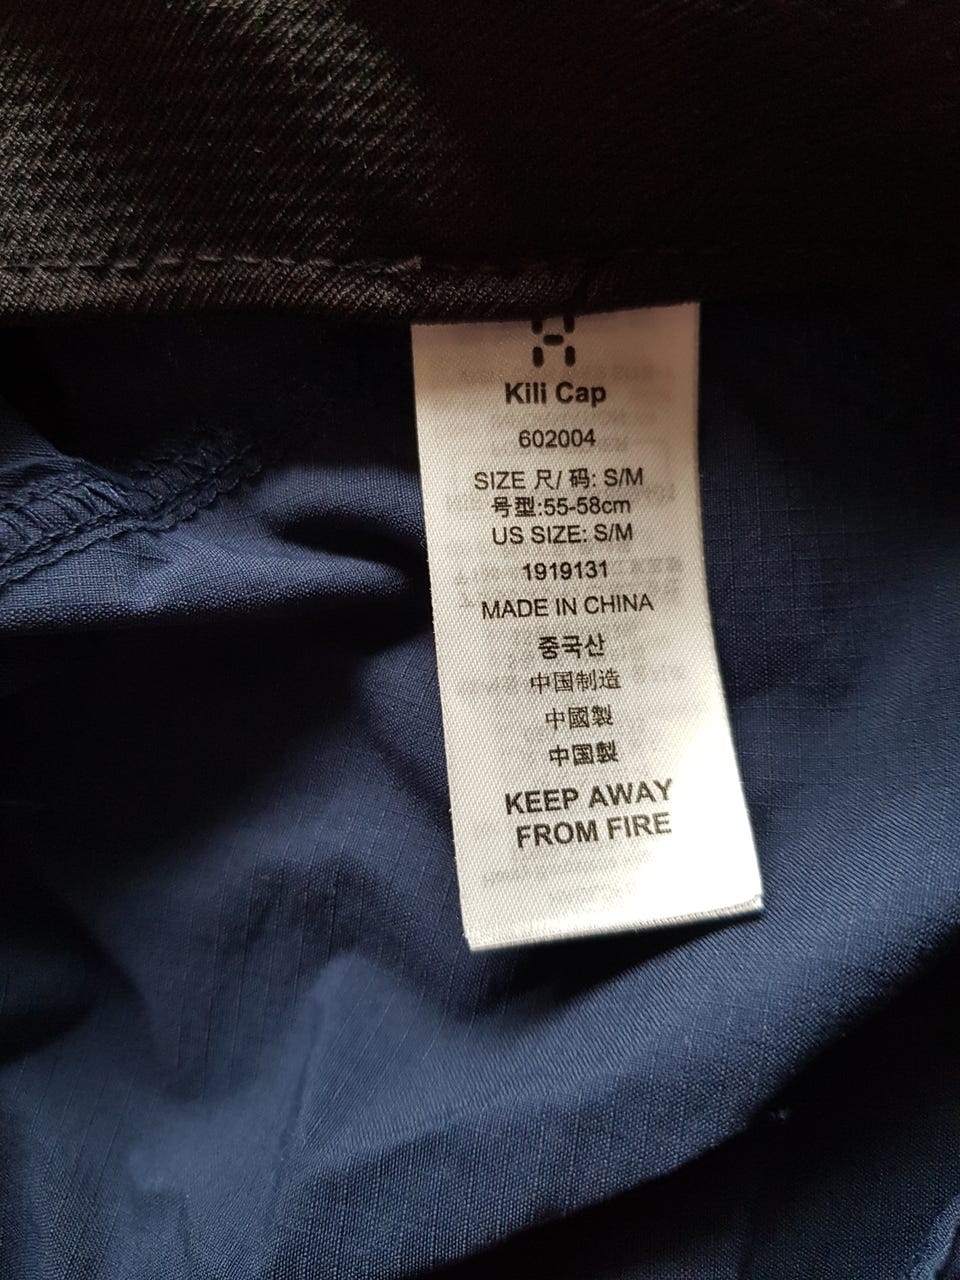 Kili Cap
602004
SIZE 尺/ 码: S/M
号型:55-58cm
US SIZE: S/M
1919131
MADE IN CHINA
중국산
中国制造
中國製
中国製
KEEP AWAY
FROM FIRE